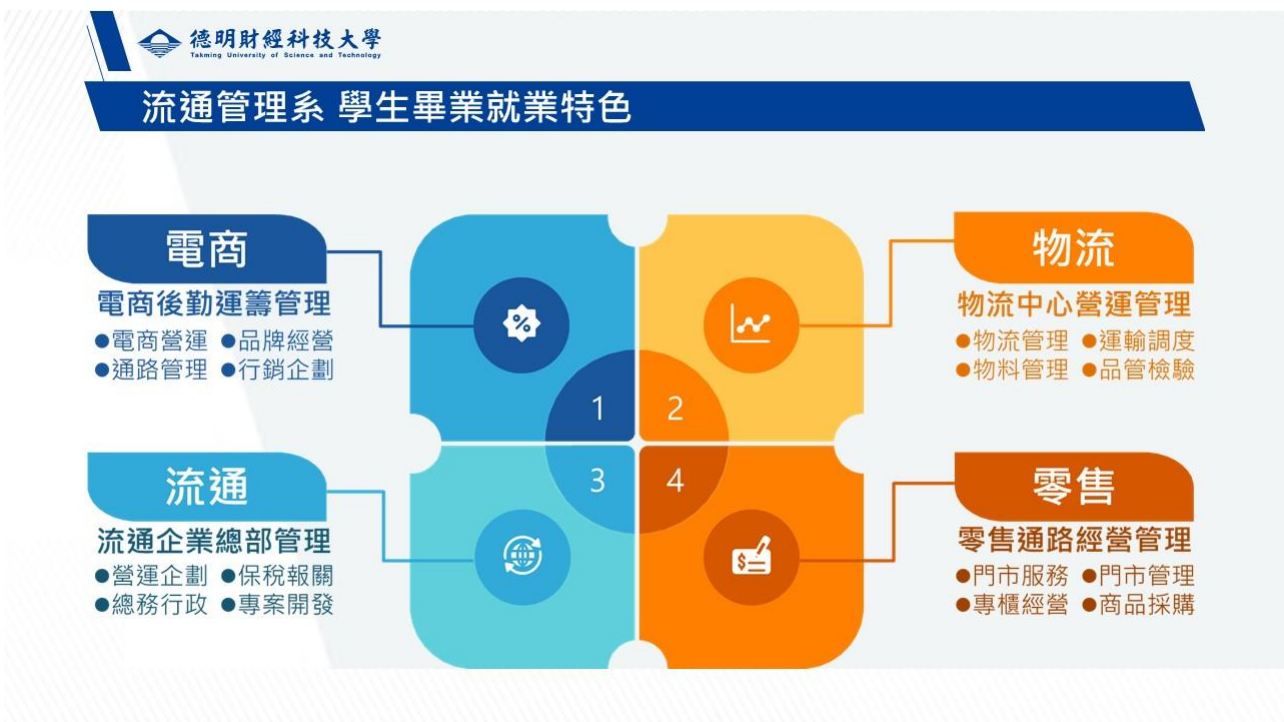 德明財經科技大學
Takming University of Science and Technology
流通管理系 學生畢業就業特色
電商
電商後勤運籌管理
●電商營運 ●品牌經營
●通路管理 ●行銷企劃
物流
物流中心營運管理
●物流管理 ●運輸調度
●物料管理 ●品管檢驗
1 2
3 4
流通
流通企業總部管理
●營運企劃 ●保稅報關
●總務行政 ●專案開發
零售
零售通路經營管理
●門市服務 ●門市管理
●專櫃經營 ●商品採購